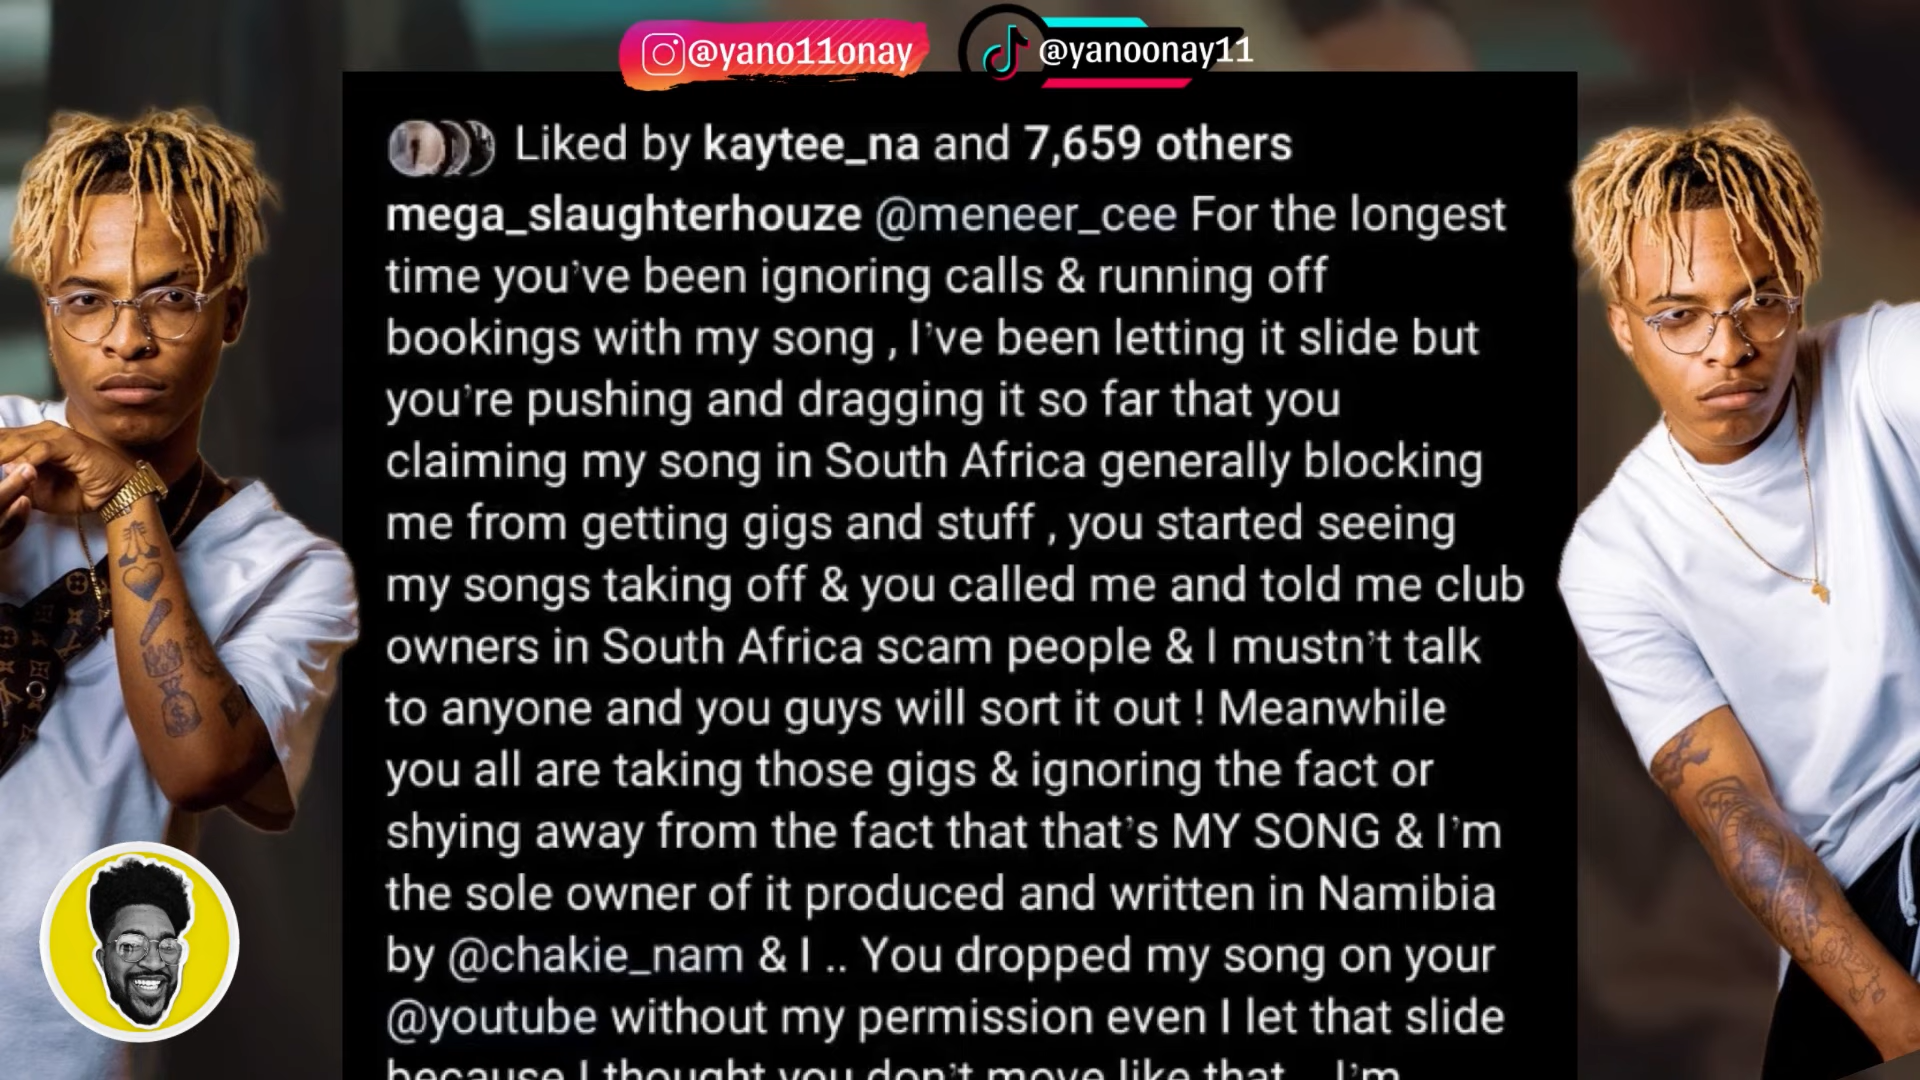 @yano11onay
@yanoonay11
Liked by kaytee_na and 7,659 others
mega_slaughterhouze @meneer_cee For the longest
time you've been ignoring calls & running off
bookings with my song , I've been letting it slide but
you're pushing and dragging it so far that you
claiming my song in South Africa generally blocking
me from getting gigs and stuff , you started seeing
my songs taking off & you called me and told me club
owners in South Africa scam people & I mustn't talk
to anyone and you guys will sort it out ! Meanwhile
you all are taking those gigs & ignoring the fact or
shying away from the fact that that's MY SONG & I'm
the sole owner of it produced and written in Namibia
by @chakie_nam & I .. You dropped my song on your
@youtube without my permission even I let that slide
because I thought you don't move like that .. I'm